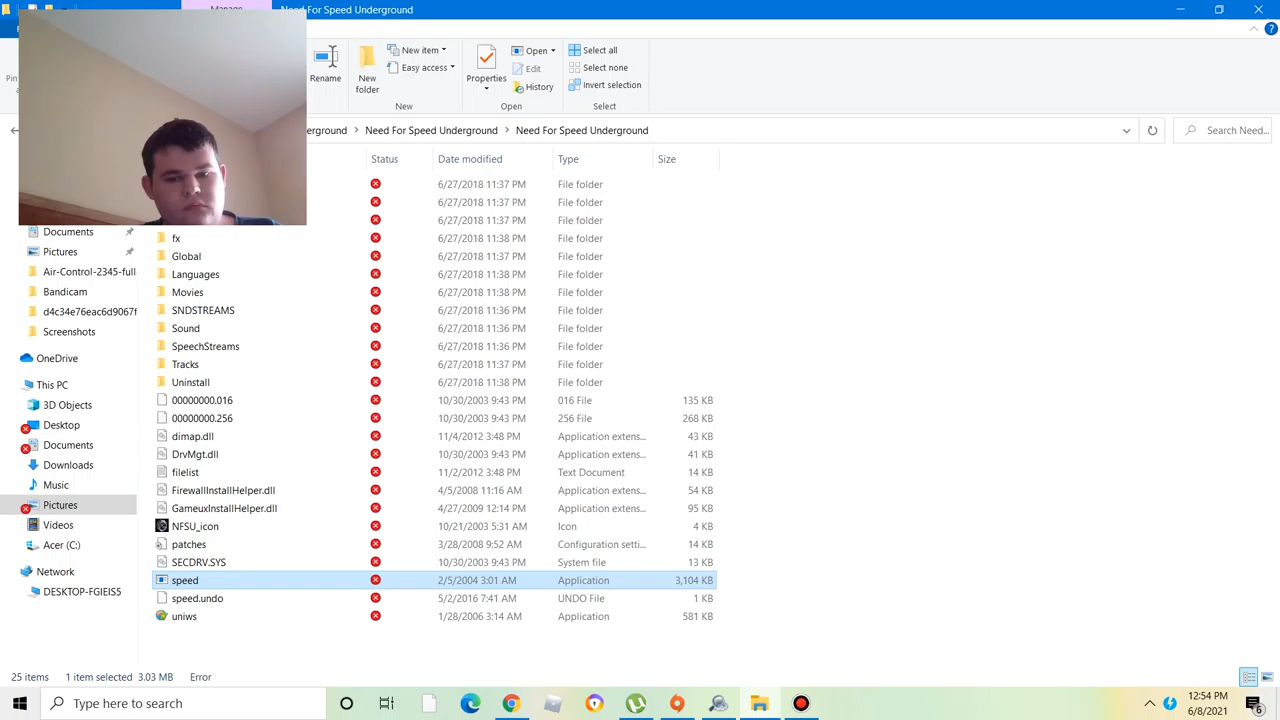 Need For Speed Underground
Rename
New folder
New item
Easy access
New
Properties
Open
Edit
History
Open
Select all
Select none
Invert selection
Select
erground > Need For Speed Underground > Need For Speed Underground
Search Need...
Status Date modified Type Size
6/27/2018 11:37 PM File folder
6/27/2018 11:37 PM File folder
6/27/2018 11:37 PM File folder
fx 6/27/2018 11:38 PM File folder
Global 6/27/2018 11:37 PM File folder
Languages 6/27/2018 11:38 PM File folder
Movies 6/27/2018 11:38 PM File folder
SNDSTREAMS 6/27/2018 11:36 PM File folder
Sound 6/27/2018 11:36 PM File folder
SpeechStreams 6/27/2018 11:36 PM File folder
Tracks 6/27/2018 11:37 PM File folder
Uninstall 6/27/2018 11:38 PM File folder
00000000.016 10/30/2003 9:43 PM 016 File 135 KB
00000000.256 10/30/2003 9:43 PM 256 File 268 KB
dimap.dll 11/4/2012 3:48 PM Application extens... 43 KB
DrvMgt.dll 10/30/2003 9:43 PM Application extens... 41 KB
filelist 11/2/2012 3:48 PM Text Document 14 KB
FirewallInstallHelper.dll 4/5/2008 11:16 AM Application extens... 54 KB
GameuxInstallHelper.dll 4/27/2009 12:14 PM Application extens... 95 KB
NFSU_icon 10/21/2003 5:31 AM Icon 4 KB
patches 3/28/2008 9:52 AM Configuration setti... 14 KB
SECDRV.SYS 10/30/2003 9:43 PM System file 13 KB
speed 2/5/2004 3:01 AM Application 3,104 KB
speed.undo 5/2/2016 7:41 AM UNDO File 1 KB
uniws 1/28/2006 3:14 AM Application 581 KB
Documents
Pictures
Air-Control-2345-full
Bandicam
d4c34e76eac6d9067f
Screenshots
OneDrive
This PC
3D Objects
Desktop
Documents
Downloads
Music
Pictures
Videos
Acer (C:)
Network
DESKTOP-FGIEIS5
25 items 1 item selected 3.03 MB Error
Type here to search
12:54 PM
6/8/2021
6